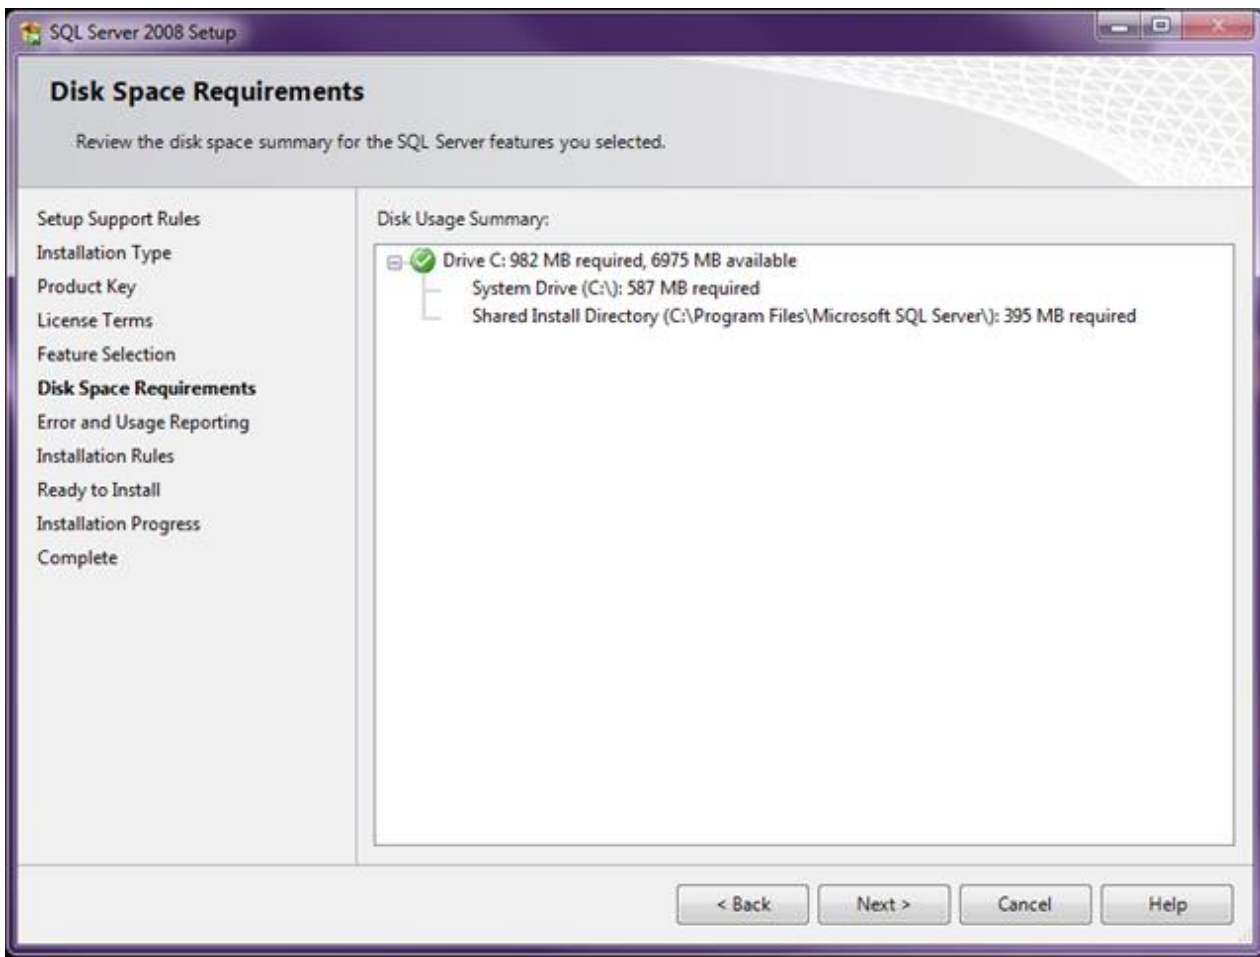 SQL Server 2008 Setup
Disk Space Requirements
Review the disk space summary for the SQL Server features you selected.
Setup Support Rules
Installation Type
Product Key
License Terms
Feature Selection
Disk Space Requirements
Error and Usage Reporting
Installation Rules
Ready to Install
Installation Progress
Complete
Disk Usage Summary:
Drive C: 982 MB required, 6975 MB available
System Drive (C:\): 587 MB required
Shared Install Directory (C:\Program Files\Microsoft SQL Server\): 395 MB required
< Back Next > Cancel Help